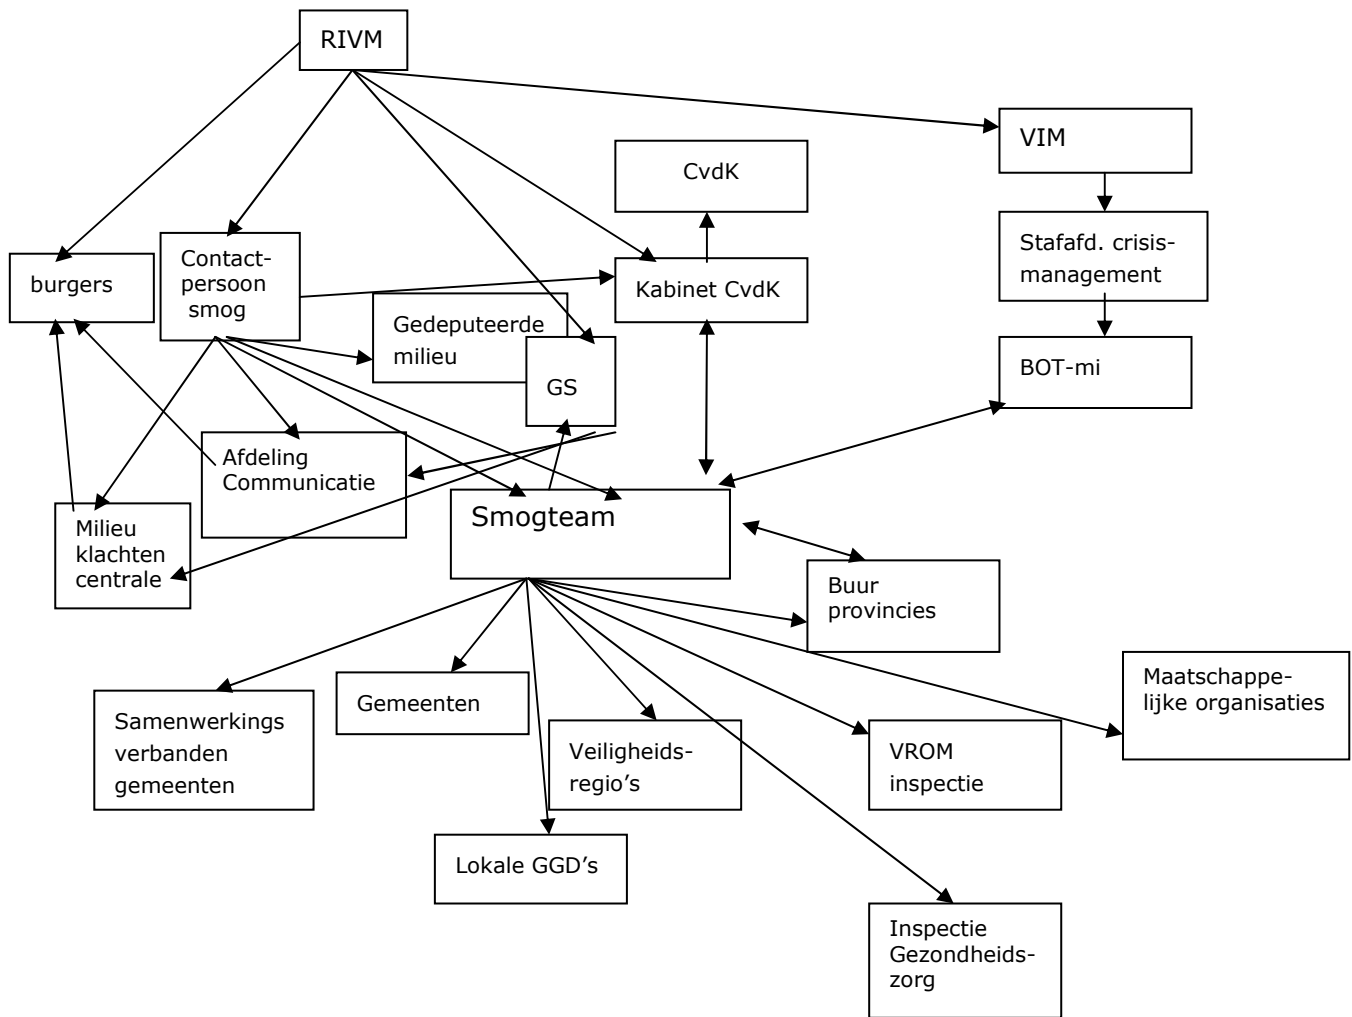 RIVM
VIM
CvdK
Stafafd. crisis-
management
Contact-
persoon
smog
burgers
Kabinet CvdK
Gedeputeerde
milieu
GS
BOT-mi
Afdeling
Communicatie
Smogteam
Milieu
klachten
centrale
Buur
provincies
Maatschappe-
lijke organisaties
Gemeenten
Samenwerkings
verbanden
gemeenten
Veiligheids-
regio’s
VROM
inspectie
Lokale GGD’s
Inspectie
Gezondheids-
zorg